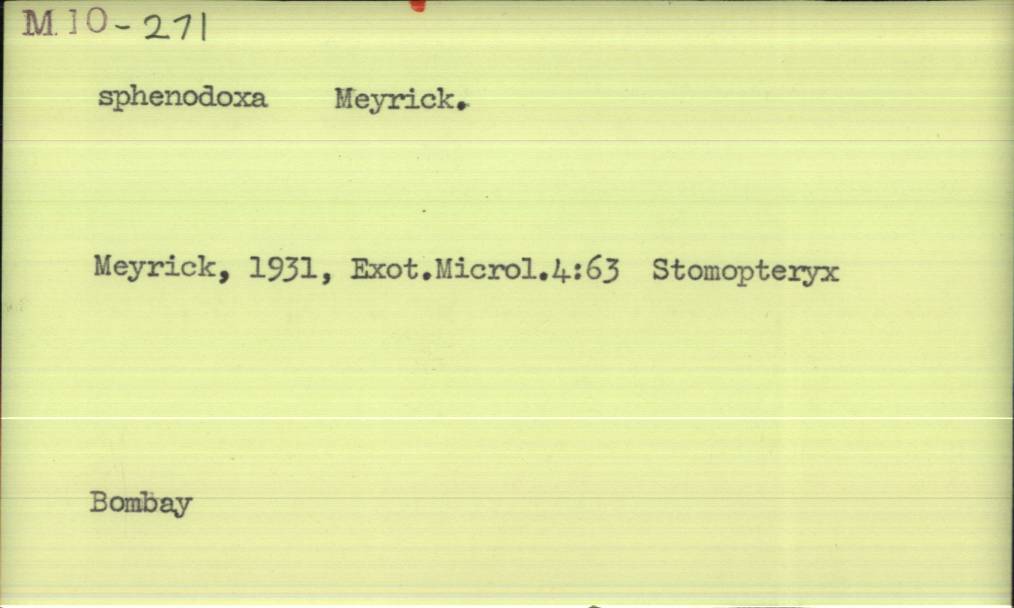 M.10-271
sphenodoxa Meyrick.
Meyrick, 1931, Exot.Microl.4:63 Stomopteryx
Bombay